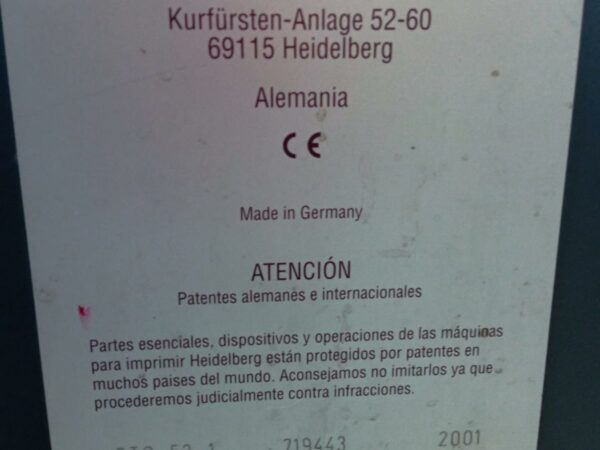 Kurfürsten-Anlage 52-60
69115 Heidelberg
Alemania
CE
Made in Germany
ATENCIÓN
Patentes alemanes e internacionales
Partes esenciales, dispositivos y operaciones de las máquinas
para imprimir Heidelberg están protegidos por patentes en
muchos paises del mundo. Aconsejamos no imitarlos ya que
procederemos judicialmente contra infracciones.
719443 2001